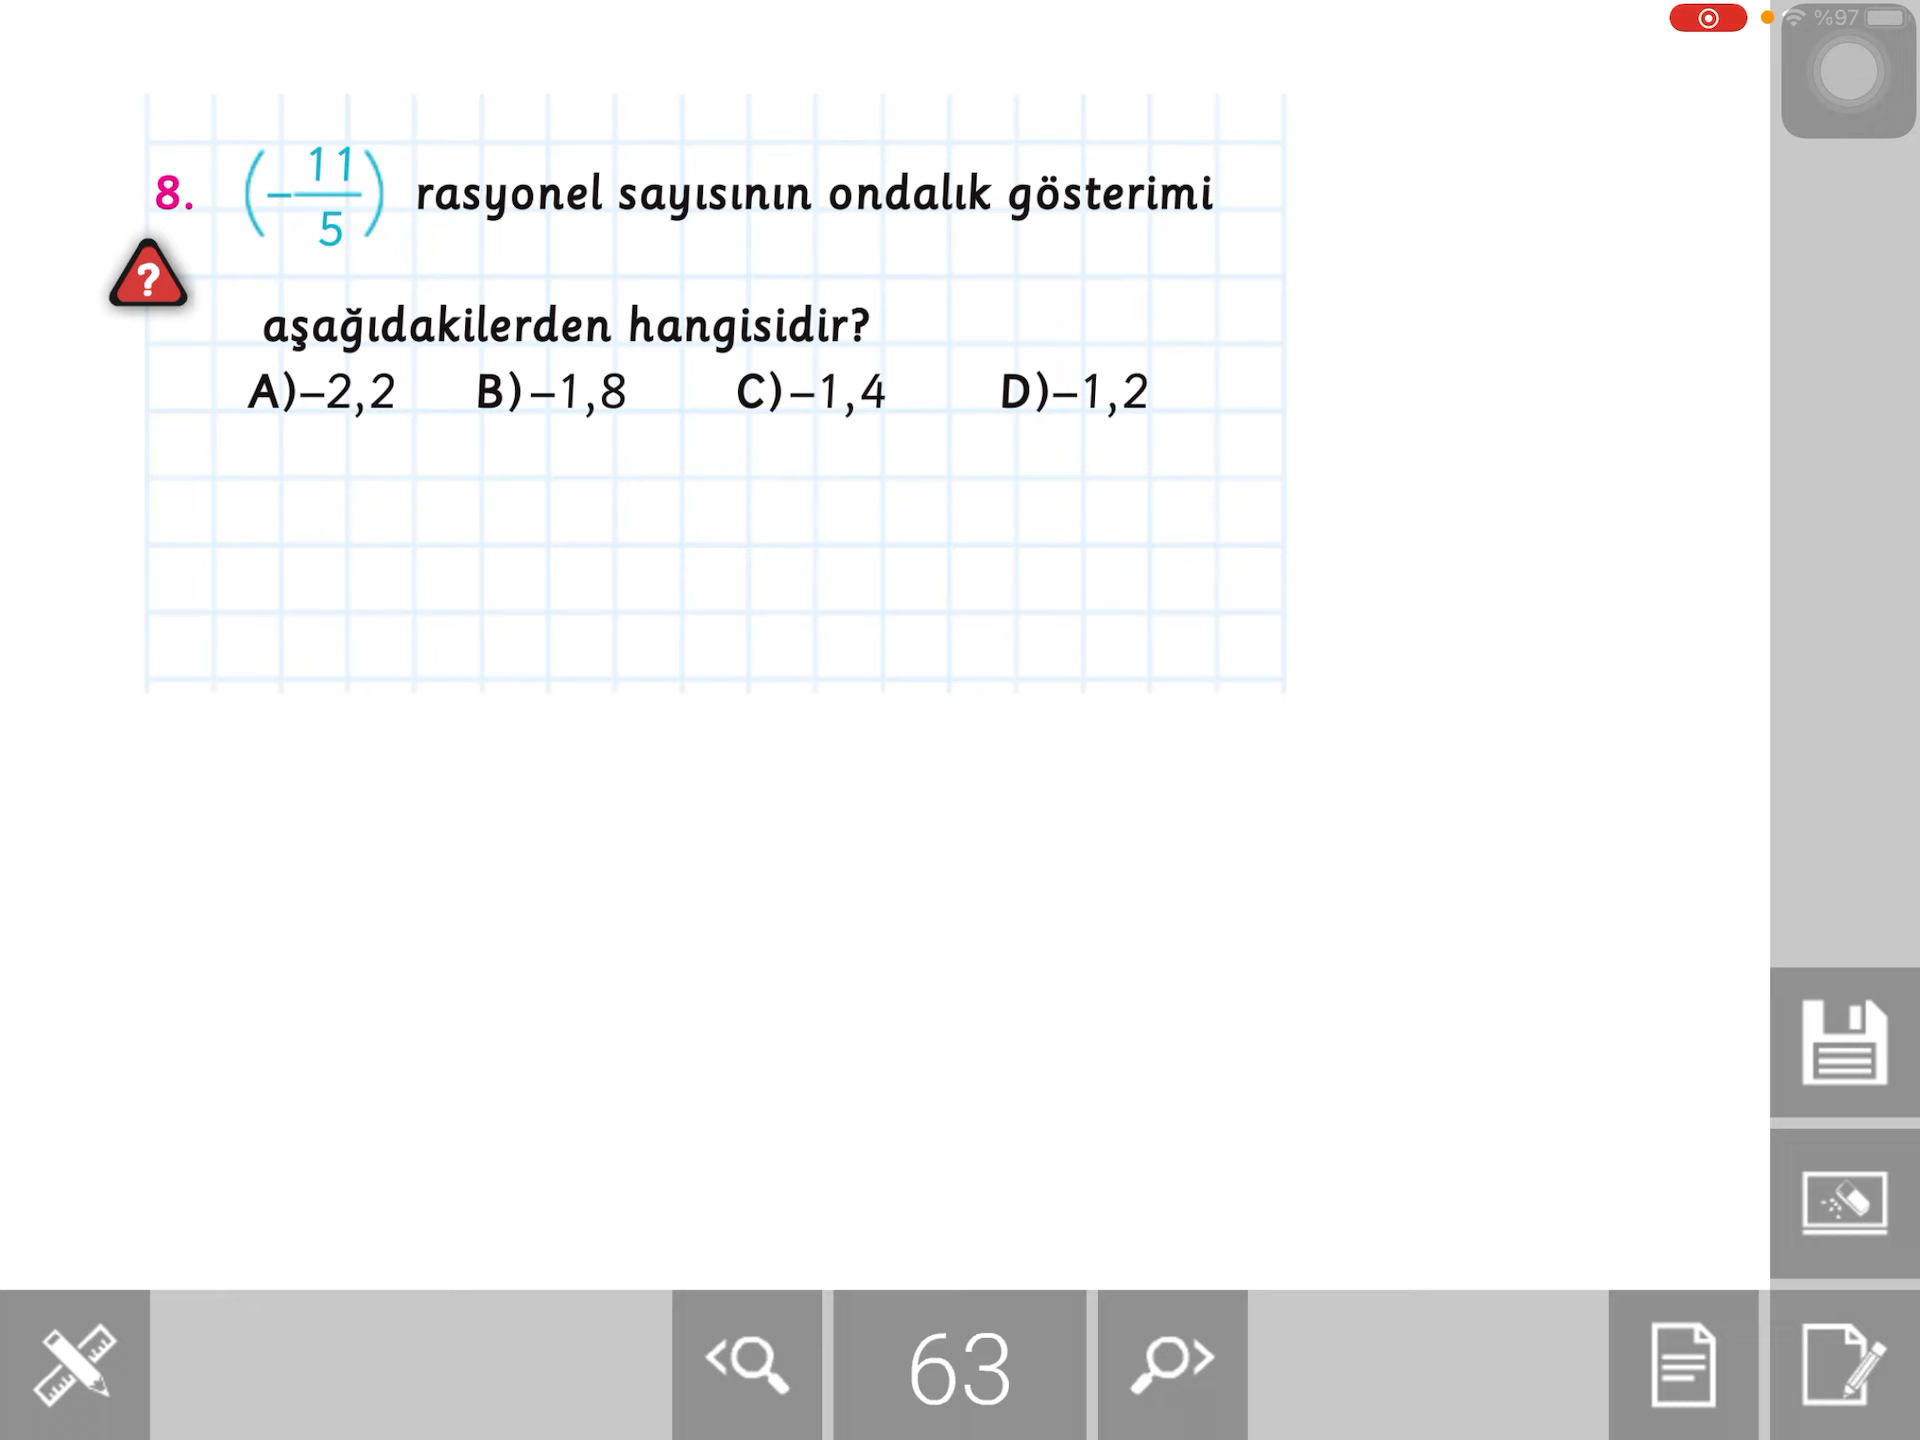 %97
8. (-11/5) rasyonel sayısının ondalık gösterimi
?
aşağıdakilerden hangisidir?
A)–2,2 B)–1,8 C)–1,4 D)–1,2
63